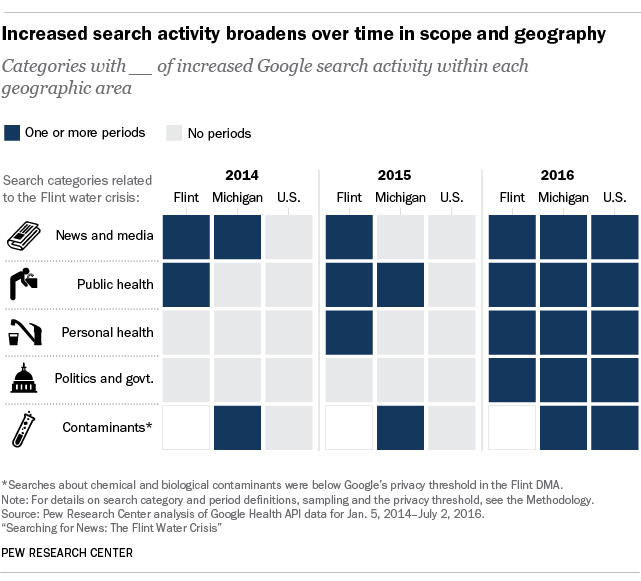 Increased search activity broadens over time in scope and geography
Categories with __ of increased Google search activity within each
geographic area
One or more periods
No periods
Search categories related
to the Flint water crisis:
2014
2015
2016
Flint Michigan U.S.
Flint Michigan U.S.
Flint Michigan U.S.
News and media
Public health
Personal health
Politics and govt.
Contaminants*
*Searches about chemical and biological contaminants were below Google's privacy threshold in the Flint DMA.
Note: For details on search category and period definitions, sampling and the privacy threshold, see the Methodology.
Source: Pew Research Center analysis of Google Health API data for Jan. 5, 2014–July 2, 2016.
“Searching for News: The Flint Water Crisis”
PEW RESEARCH CENTER